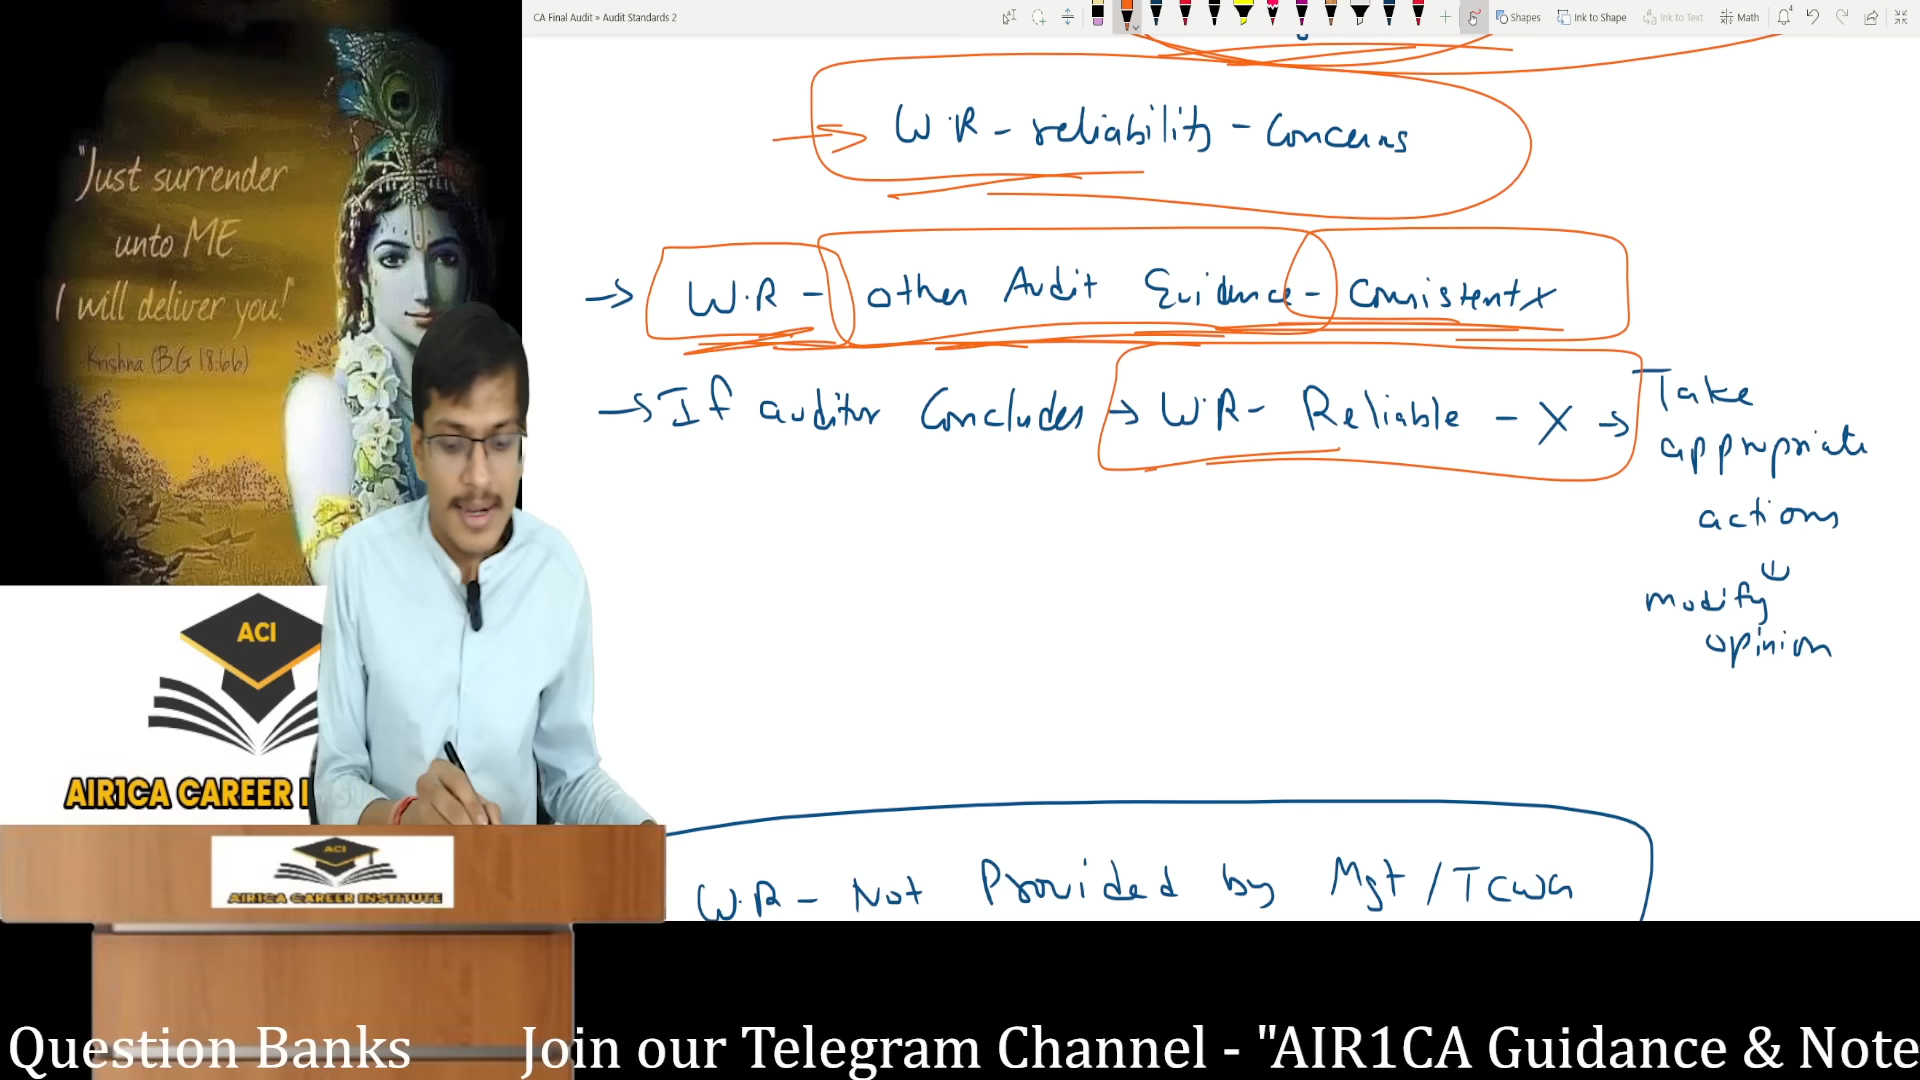 CA Final Audit » Audit Standards 2
Shapes
Ink to Shape
Ink to Text
Math
"Just surrender
unto ME
I will deliver you!"
Krishna (B.G 18:66)
W.R - reliability - Concerns
→ W.R - other Audit Evidence - Consistent X
→ If auditor Concludes → W.R - Reliable - X → Take
appropriate
actions
↓
modify
opinion
ACI
AIR1CA CAREER I
W.R - Not Provided by Mgt / TCWG
ACI
AIR1CA CAREER INSTITUTE
Question Banks Join our Telegram Channel - "AIR1CA Guidance & Note